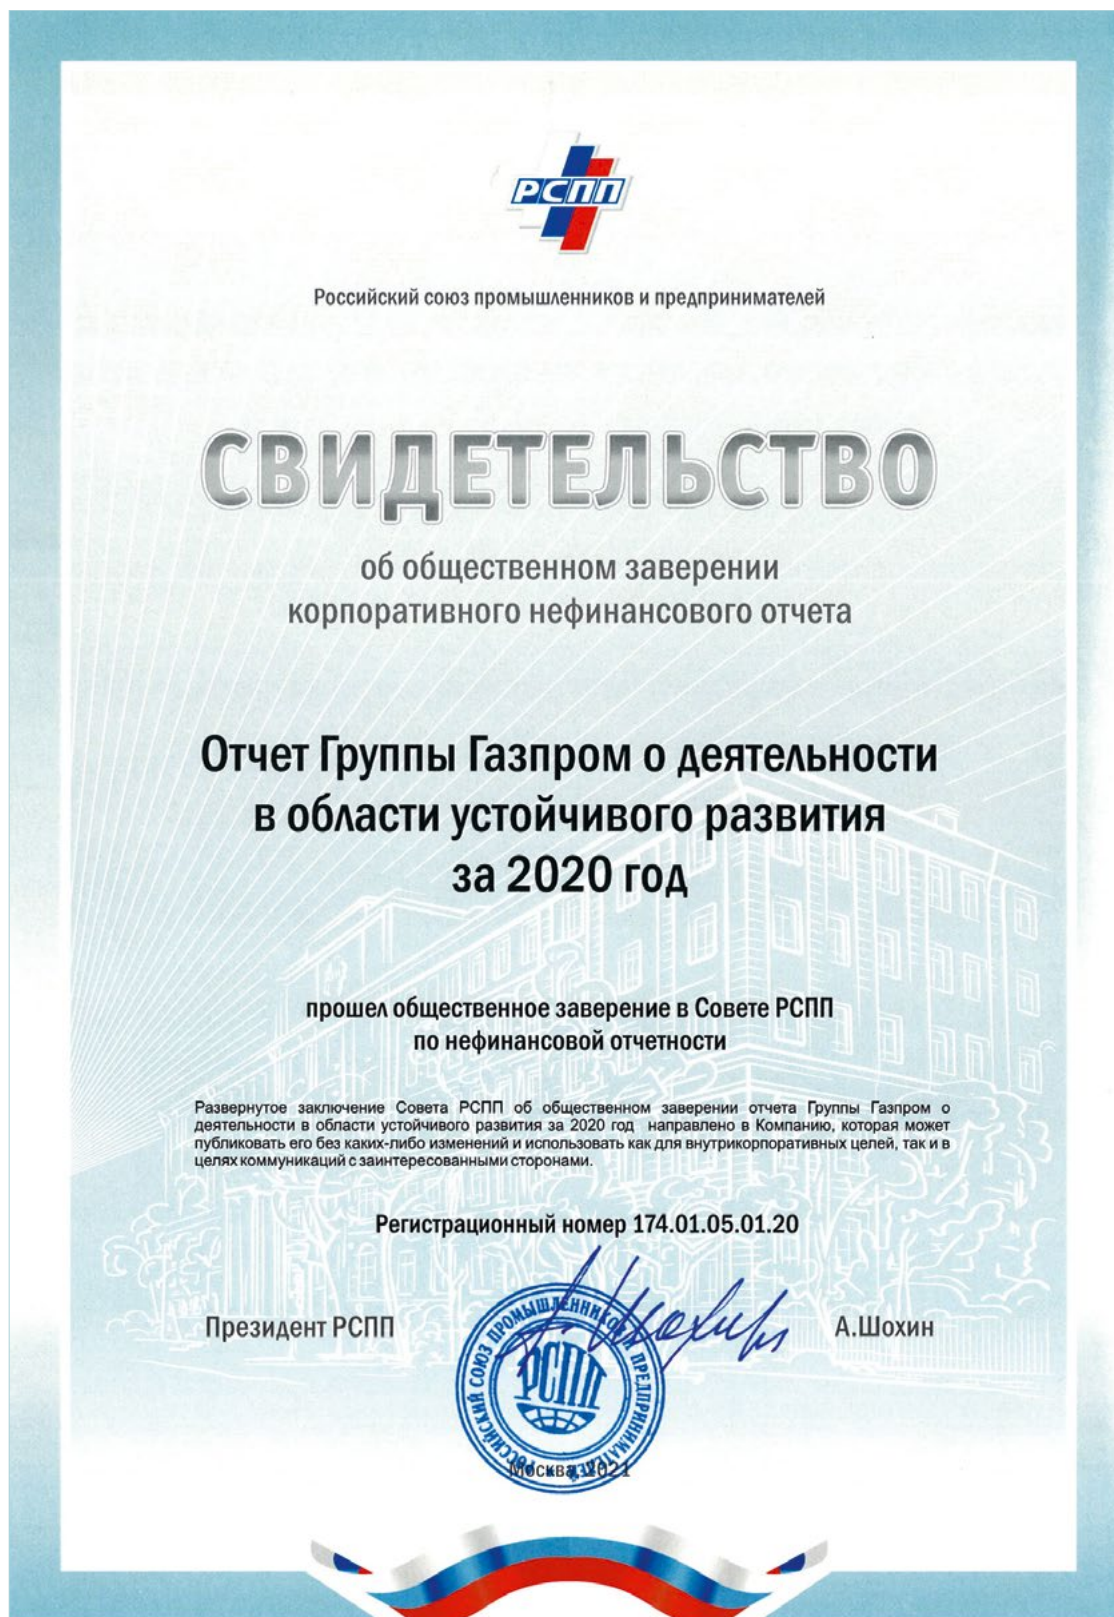 РСПП
Российский союз промышленников и предпринимателей
СВИДЕТЕЛЬСТВО
об общественном заверении
корпоративного нефинансового отчета
Отчет Группы Газпром о деятельности
в области устойчивого развития
за 2020 год
прошел общественное заверение в Совете РСПП
по нефинансовой отчетности
Развернутое заключение Совета РСПП об общественном заверении отчета Группы Газпром о
деятельности в области устойчивого развития за 2020 год направлено в Компанию, которая может
публиковать его без каких-либо изменений и использовать как для внутрикорпоративных целей, так и в
целях коммуникаций с заинтересованными сторонами.
Регистрационный номер 174.01.05.01.20
Президент РСПП
А.Шохин
РОССИЙСКИЙ СОЮЗ ПРОМЫШЛЕННИКОВ И ПРЕДПРИНИМАТЕЛЕЙ
РСПП
Москва, 2021